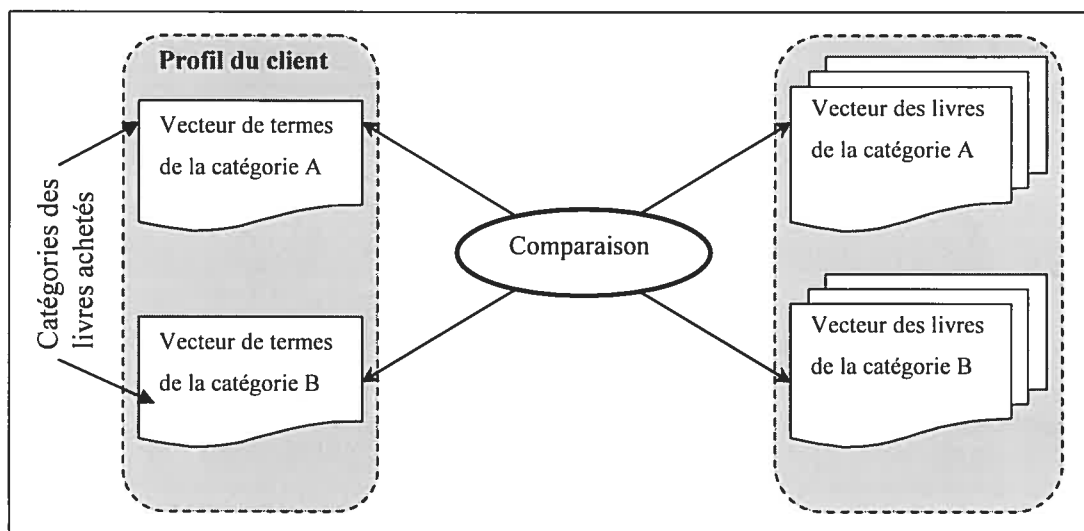 Profil du client
Catégories des
livres achetés
Vecteur de termes
de la catégorie A
Vecteur de termes
de la catégorie B
Comparaison
Vecteur des livres
de la catégorie A
Vecteur des livres
de la catégorie B